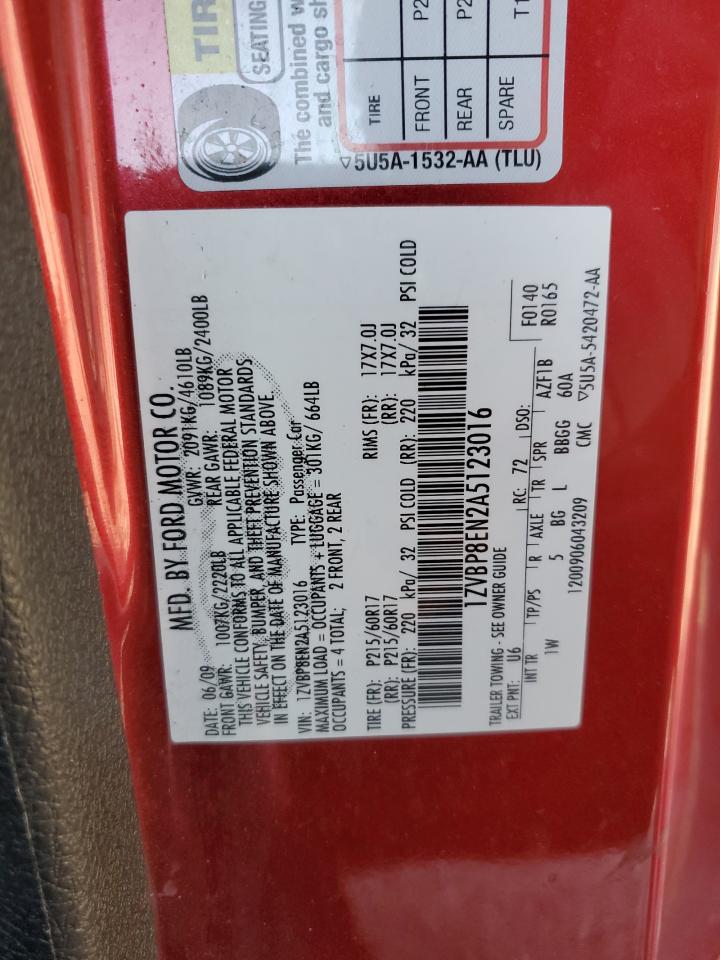 TIR
SEATING
The combined w
and cargo sh
TIRE
FRONT P2
REAR P2
SPARE T1
▽5U5A-1532-AA (TLU)
MFD. BY FORD MOTOR CO.
DATE: 06/09 GVWR: 2091KG/4610LB
FRONT GAWR: 1007KG/2220LB REAR GAWR: 1089KG/2400LB
THIS VEHICLE CONFORMS TO ALL APPLICABLE FEDERAL MOTOR
VEHICLE SAFETY, BUMPER, AND THEFT PREVENTION STANDARDS
IN EFFECT ON THE DATE OF MANUFACTURE SHOWN ABOVE
VIN: 1ZVBP8EN2A5123016 TYPE: Passenger Car
MAXIMUM LOAD = OCCUPANTS + LUGGAGE = 301KG/ 664LB
OCCUPANTS = 4 TOTAL; 2 FRONT, 2 REAR
TIRE (FR): P215/60R17 RIMS (FR): 17X7.0J
(RR): P215/60R17 (RR): 17X7.0J
PRESSURE (FR): 220 kPa/ 32 PSI COLD (RR): 220 kPa/ 32 PSI COLD
1ZVBP8EN2A5123016
TRAILER TOWING - SEE OWNER GUIDE
EXT PNT: U6 RC: 72 DSO: F0140
R0165
INT TR TP/PS R AXLE TR SPR AZF1B
1W 5 BG L BBGG 60A
1200906043209 CMC ▽5U5A-5420472-AA